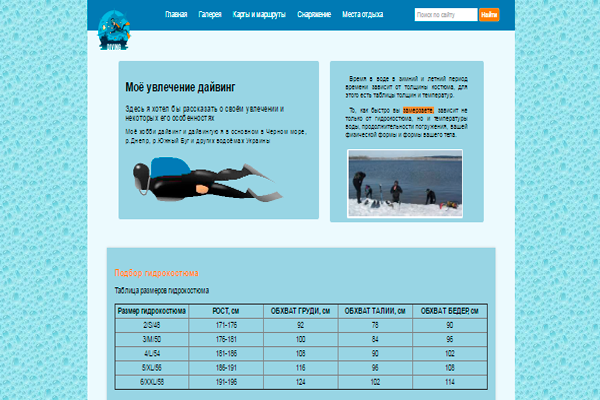 Главная Галерея Карты и маршруты Снаряжение Места отдыха
Поиск по сайту Найти
DIVING
Моё увлечение дайвинг
Здесь я хотел бы рассказать о своём увлечении и
некоторых его особенностях
Моё хобби дайвинг и дайвингую я в основном в Черном море,
р.Днепр, р.Южный Буг и других водоёмах Украины
Время в воде в зимний и летний период
времени зависит от толщины костюма, для
этого есть таблицы толщин и температур.
То, как быстро вы замерзаете, зависит не
только от гидрокостюма, но и температуры
воды, продолжительности погружения, вашей
физической формы и формы вашего тела.
Подбор гидрокостюма
Таблица размеров гидрокостюма
Размер гидрокостюма РОСТ, см ОБХВАТ ГРУДИ, см ОБХВАТ ТАЛИИ, см ОБХВАТ БЕДЕР, см
2/S/48 171-176 92 78 90
3/M/50 176-181 100 84 96
4/L/54 181-186 108 90 102
5/XL/56 186-191 116 96 108
6/XXL/58 191-196 124 102 114